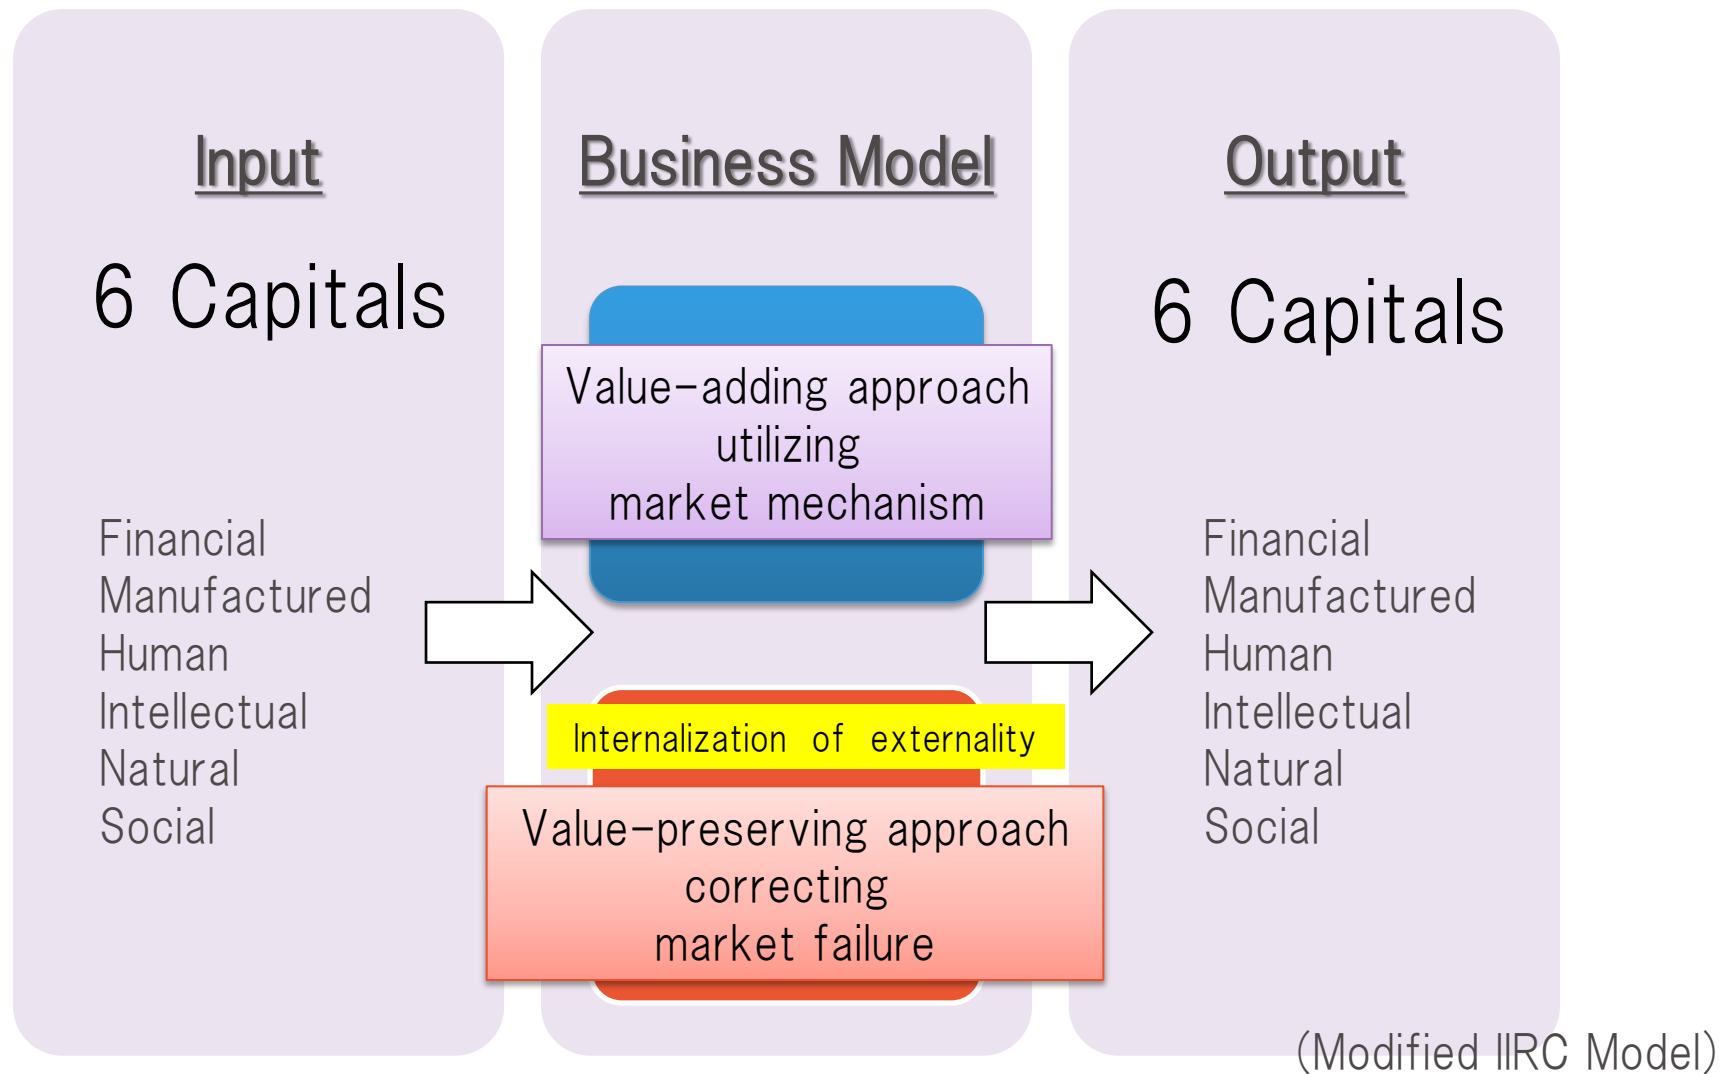 Input
6 Capitals
Financial
Manufactured
Human
Intellectual
Natural
Social
Business Model
Value-adding approach
utilizing
market mechanism
Internalization of externality
Value-preserving approach
correcting
market failure
Output
6 Capitals
Financial
Manufactured
Human
Intellectual
Natural
Social
(Modified IIRC Model)